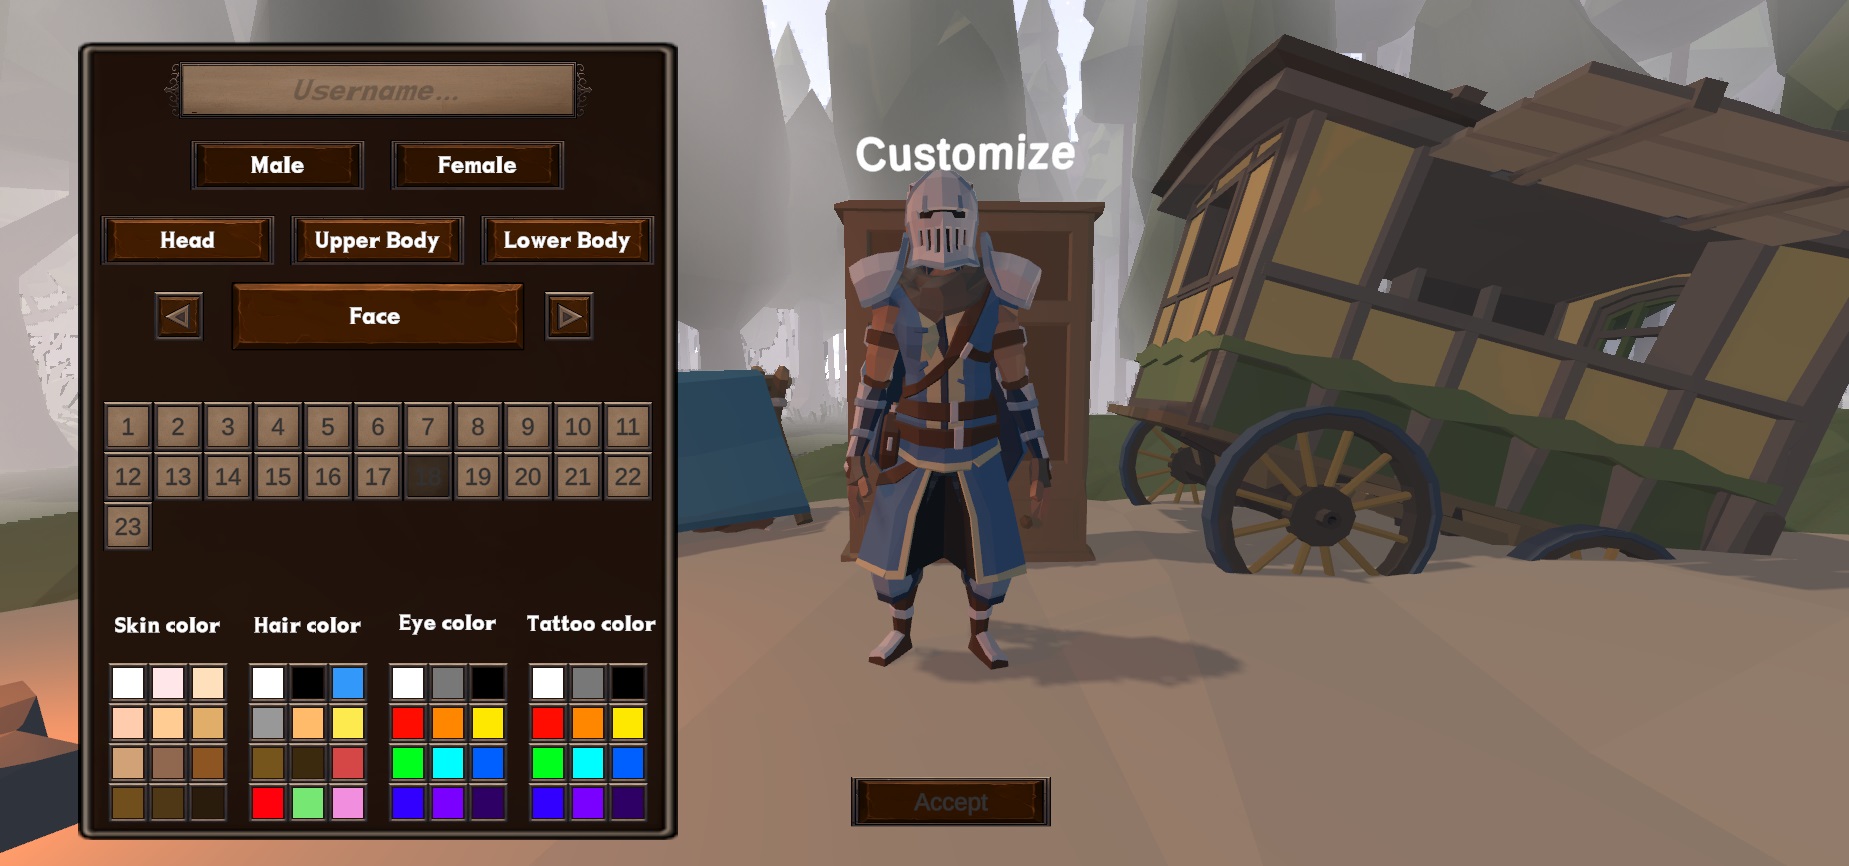 Username...
Male Female
Customize
Head Upper Body Lower Body
Face
1 2 3 4 5 6 7 8 9 10 11
12 13 14 15 16 17 18 19 20 21 22
23
Skin color Hair color Eye color Tattoo color
Accept